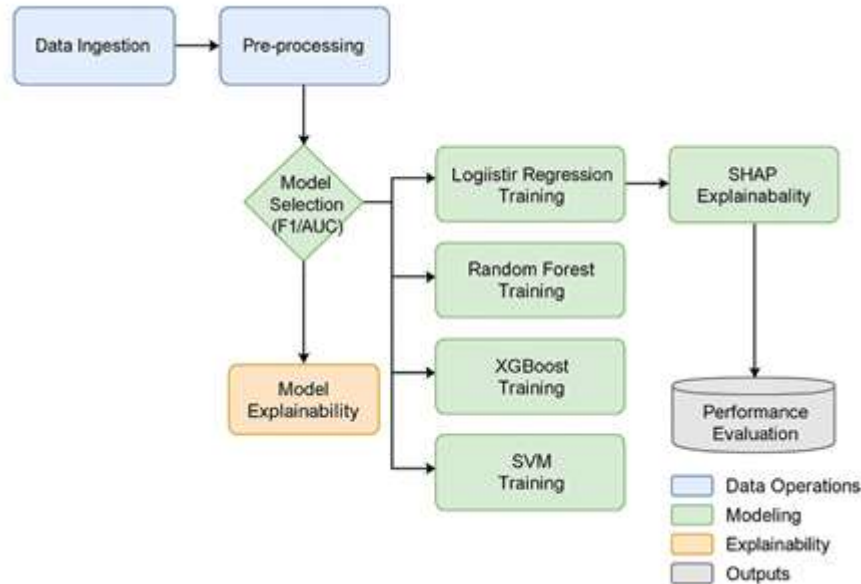 Data Ingestion
Pre-processing
Model
Selection
(F1/AUC)
Logiistir Regression
Training
SHAP
Explainabality
Random Forest
Training
Model
Explainability
XGBoost
Training
Performance
Evaluation
SVM
Training
Data Operations
Modeling
Explainability
Outputs